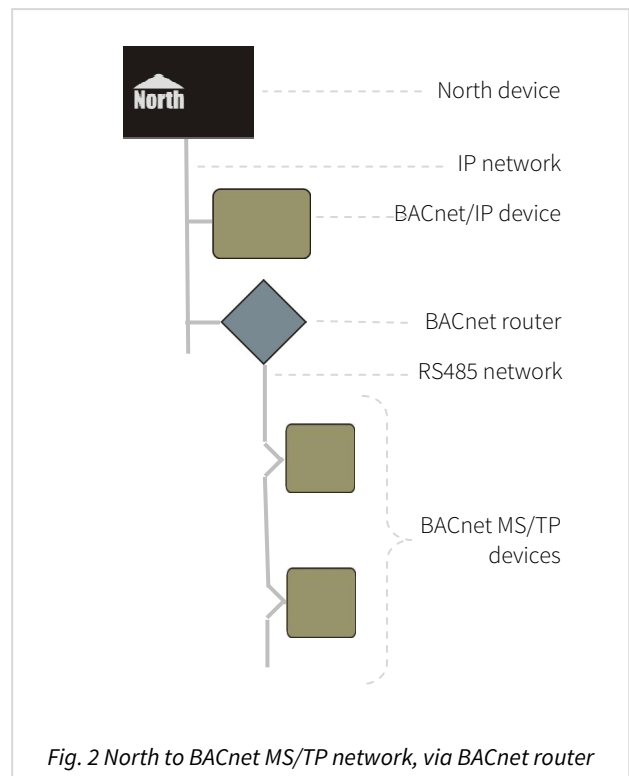 North
North device
IP network
BACnet/IP device
BACnet router
RS485 network
BACnet MS/TP
devices
Fig. 2 North to BACnet MS/TP network, via BACnet router